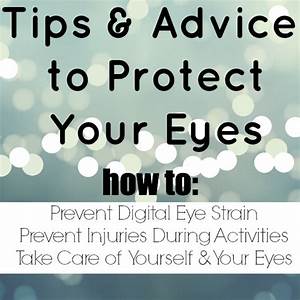 Tips & Advice
to Protect
Your Eyes
how to:
Prevent Digital Eye Strain
Prevent Injuries During Activities
Take Care of Yourself & Your Eyes